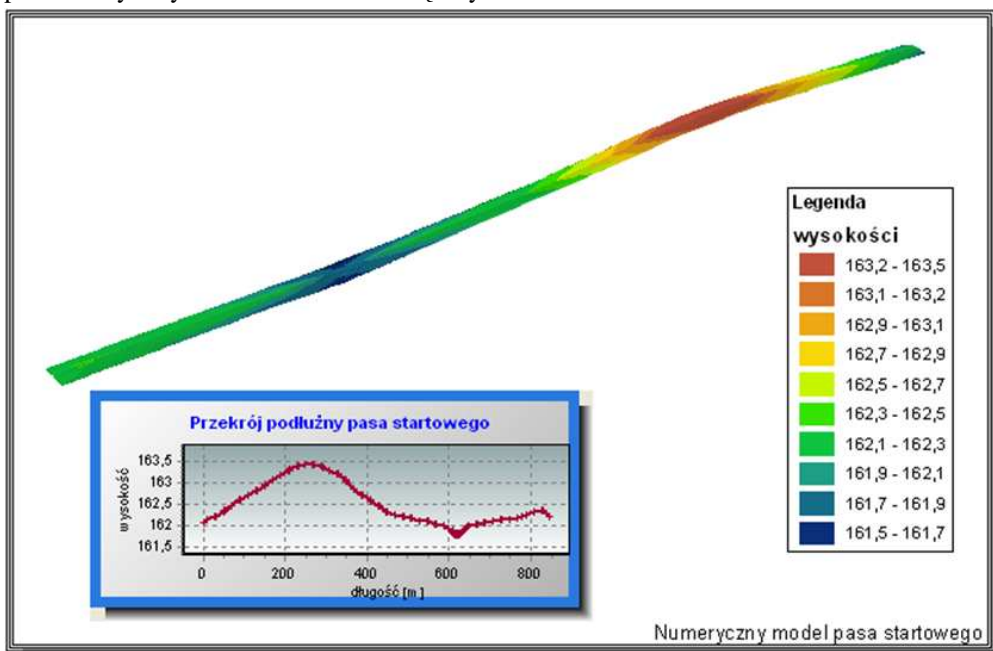 Legenda
wysokości
163,2 - 163,5
163,1 - 163,2
162,9 - 163,1
162,7 - 162,9
162,5 - 162,7
162,3 - 162,5
162,1 - 162,3
161,9 - 162,1
161,7 - 161,9
161,5 - 161,7
Przekrój podłużny pasa startowego
wysokość
163,5
163
162,5
162
161,5
0 200 400 600 800
długość [m]
Numeryczny model pasa startowego